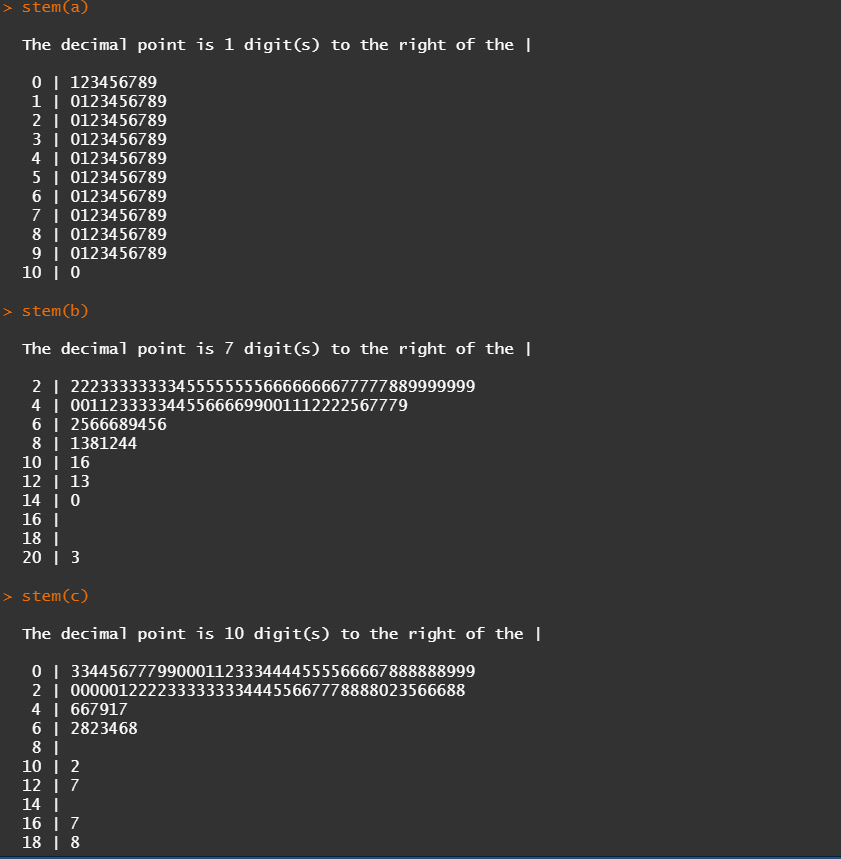 > stem(a)
The decimal point is 1 digit(s) to the right of the |
0 | 123456789
1 | 0123456789
2 | 0123456789
3 | 0123456789
4 | 0123456789
5 | 0123456789
6 | 0123456789
7 | 0123456789
8 | 0123456789
9 | 0123456789
10 | 0
> stem(b)
The decimal point is 7 digit(s) to the right of the |
2 | 222333333334555555556666666677777889999999
4 | 00112333334455666699001112222567779
6 | 2566689456
8 | 1381244
10 | 16
12 | 13
14 | 0
16 |
18 |
20 | 3
> stem(c)
The decimal point is 10 digit(s) to the right of the |
0 | 334456777990001123334444555566667888888999
2 | 00000122223333333344455667778888023566688
4 | 667917
6 | 2823468
8 |
10 | 2
12 | 7
14 |
16 | 7
18 | 8